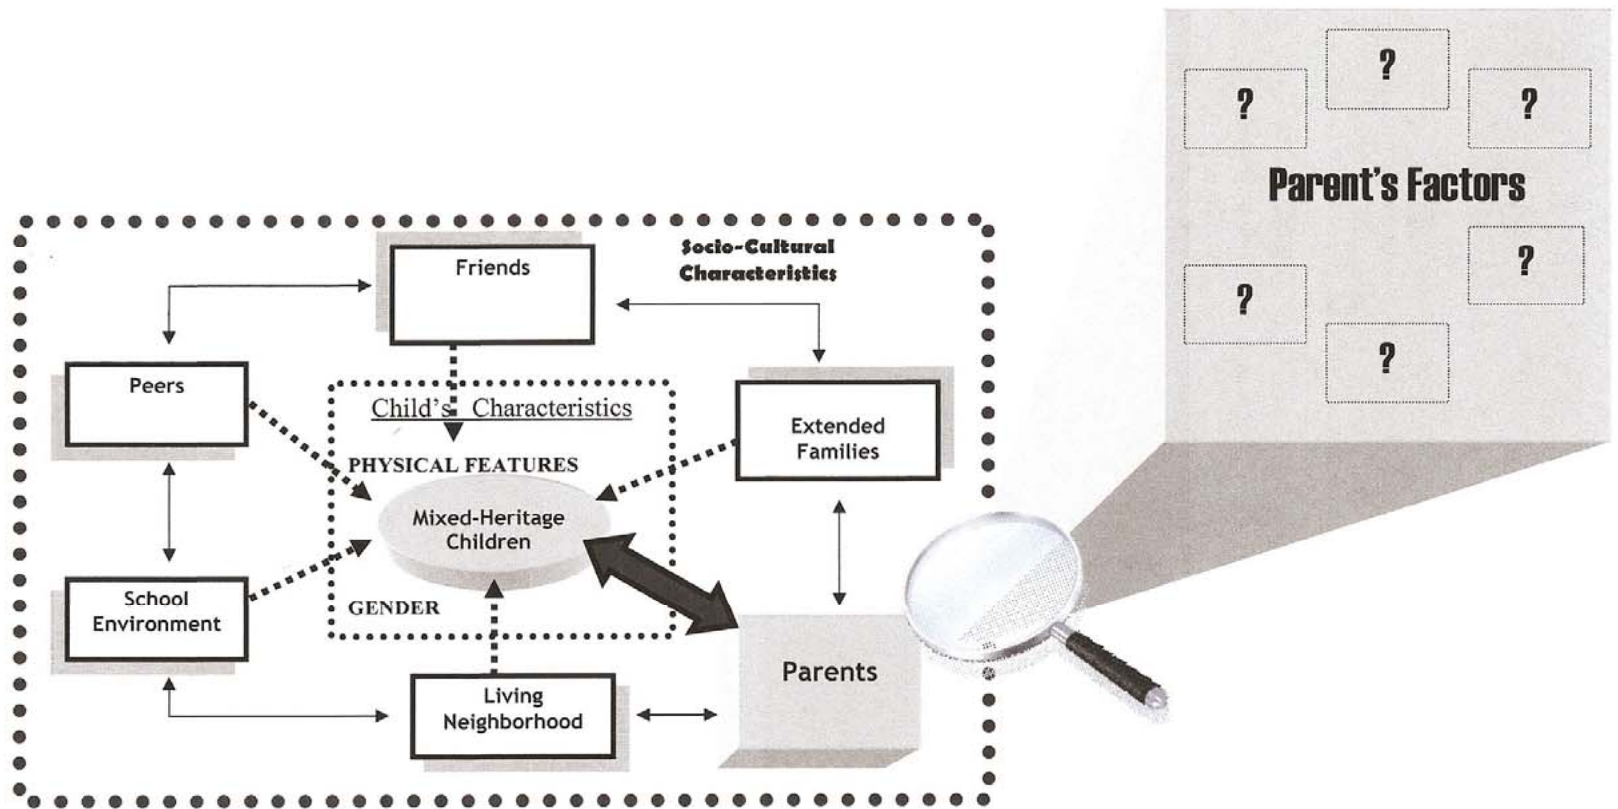 ?
?
?
Parent's Factors
?
?
?
Socio-Cultural
Characteristics
Friends
Peers
Child's Characteristics
Extended
Families
PHYSICAL FEATURES
Mixed-Heritage
Children
School
Environment
GENDER
Parents
Living
Neighborhood